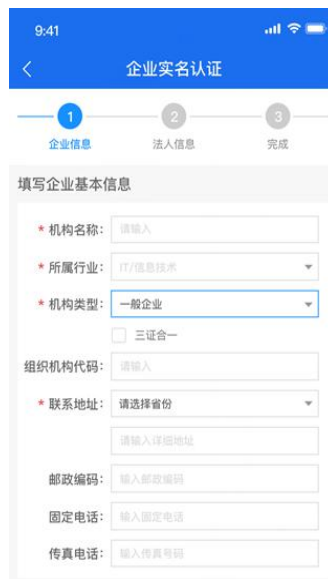 9:41
企业实名认证
1 2 3
企业信息 法人信息 完成
填写企业基本信息
* 机构名称: 请输入
* 所属行业: IT/信息技术
* 机构类型: 一般企业
三证合一
组织机构代码: 请输入
* 联系地址: 请选择省份
请输入详细地址
邮政编码: 输入邮政编码
固定电话: 输入固定电话
传真电话: 输入传真号码